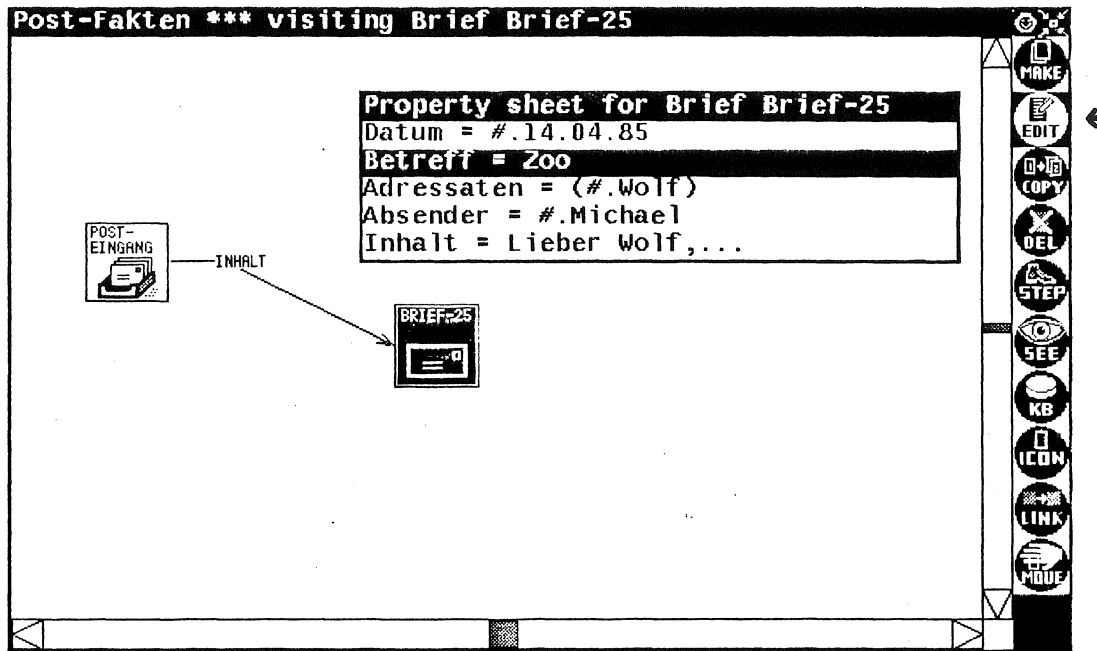 Post-Fakten *** visiting Brief Brief-25
Property sheet for Brief Brief-25
Datum = #.14.04.85
Betreff = Zoo
Adressaten = (#.Wolf)
Absender = #.Michael
Inhalt = Lieber Wolf,...
POST-
EINGANG
INHALT
BRIEF-25
MAKE
EDIT
COPY
DEL
STEP
SEE
KB
ICON
LINK
MOVE